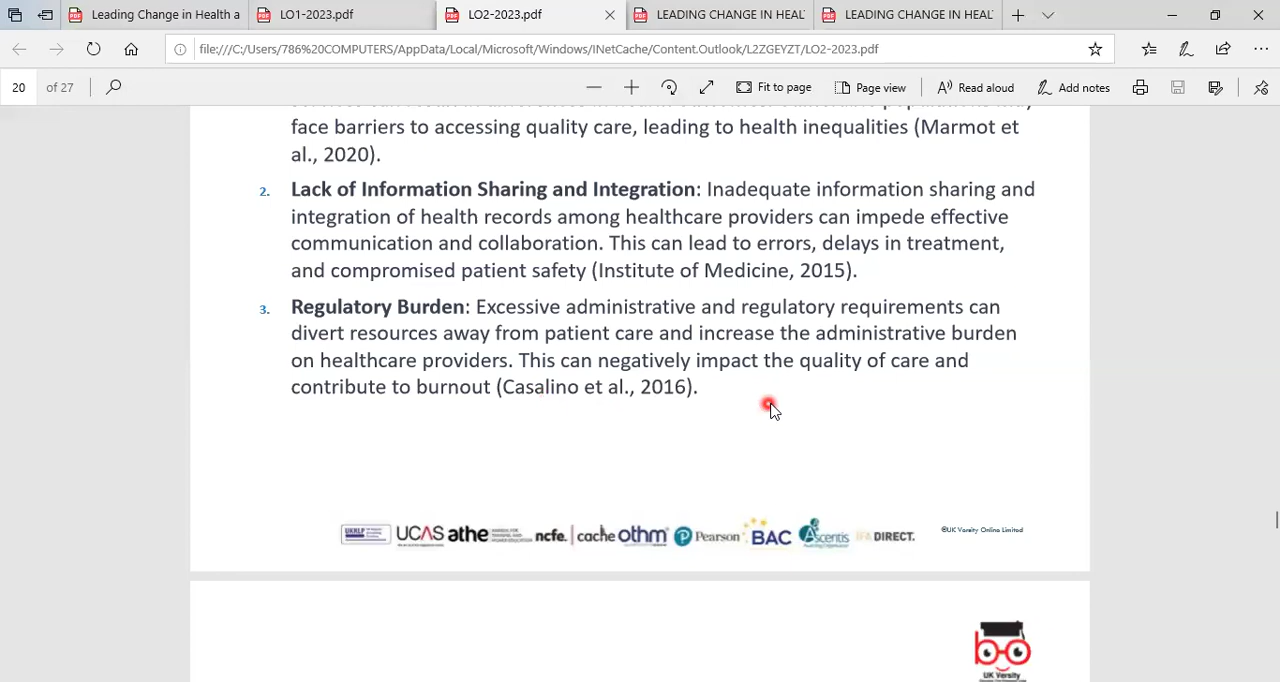 Leading Change in Health a
LO1-2023.pdf
LO2-2023.pdf
LEADING CHANGE IN HEAL
LEADING CHANGE IN HEAL
file:///C:/Users/786%20COMPUTERS/AppData/Local/Microsoft/Windows/INetCache/Content.Outlook/L2ZGEYZT/LO2-2023.pdf
20 of 27
Fit to page
Page view
Read aloud
Add notes
face barriers to accessing quality care, leading to health inequalities (Marmot et
al., 2020).
2. Lack of Information Sharing and Integration: Inadequate information sharing and
integration of health records among healthcare providers can impede effective
communication and collaboration. This can lead to errors, delays in treatment,
and compromised patient safety (Institute of Medicine, 2015).
3. Regulatory Burden: Excessive administrative and regulatory requirements can
divert resources away from patient care and increase the administrative burden
on healthcare providers. This can negatively impact the quality of care and
contribute to burnout (Casalino et al., 2016).
UKRLP UCAS athe ncfe. cache othm Pearson BAC Ascentis DIRECT.
©UK Versity Online Limited
UK Versity